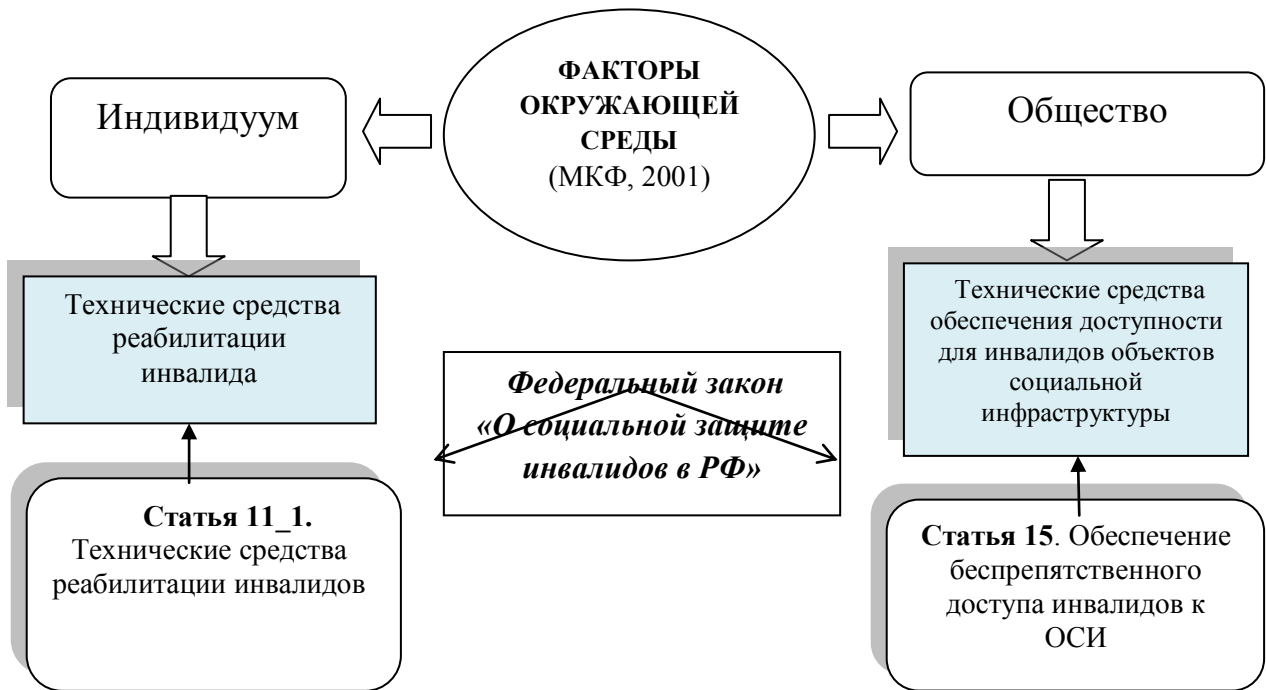 ФАКТОРЫ
ОКРУЖАЮЩЕЙ
СРЕДЫ
(МКФ, 2001)
Индивидуум
Общество
Технические средства
реабилитации
инвалида
Технические средства
обеспечения доступности
для инвалидов объектов
социальной
инфраструктуры
Федеральный закон
«О социальной защите
инвалидов в РФ»
Статья 11_1.
Технические средства
реабилитации инвалидов
Статья 15. Обеспечение
беспрепятственного
доступа инвалидов к
ОСИ